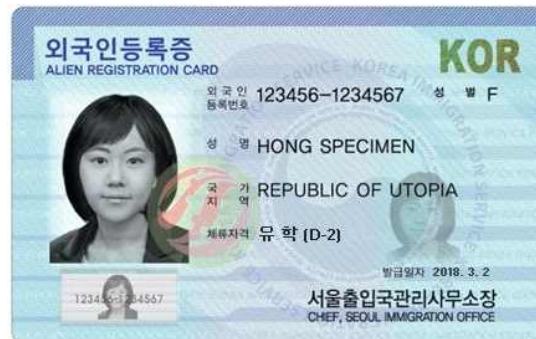 외국인등록증
KOR
ALIEN REGISTRATION CARD
외국인등록번호 123456-1234567 성 별 F
성 명 HONG SPECIMEN
국 가
지 역 REPUBLIC OF UTOPIA
체류자격 유 학 (D-2)
발급일자 2018. 3. 2
123456-1234567
서울출입국관리사무소장
CHIEF, SEOUL IMMIGRATION OFFICE